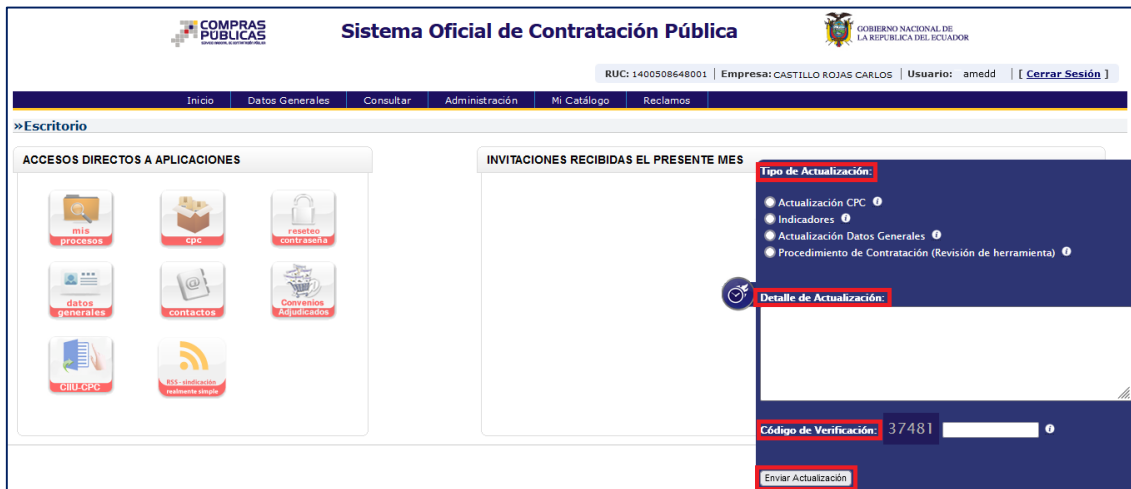 COMPRAS
PÚBLICAS
Sistema Oficial de Contratación Pública
GOBIERNO NACIONAL DE
LA REPUBLICA DEL ECUADOR
RUC: 1400508648001 | Empresa: CASTILLO ROJAS CARLOS | Usuario: amedd | [ Cerrar Sesión ]
Inicio Datos Generales Consultar Administración Mi Catálogo Reclamos
»Escritorio
ACCESOS DIRECTOS A APLICACIONES
INVITACIONES RECIBIDAS EL PRESENTE MES
mis
procesos
cpc
reseteo
contraseña
datos
generales
contactos
Convenios
Adjudicados
CIIU-CPC
RSS- sindicación
realmente simple
Tipo de Actualización:
Actualización CPC
Indicadores
Actualización Datos Generales
Procedimiento de Contratación (Revisión de herramienta)
Detalle de Actualización:
Código de Verificación: 37481
Enviar Actualización